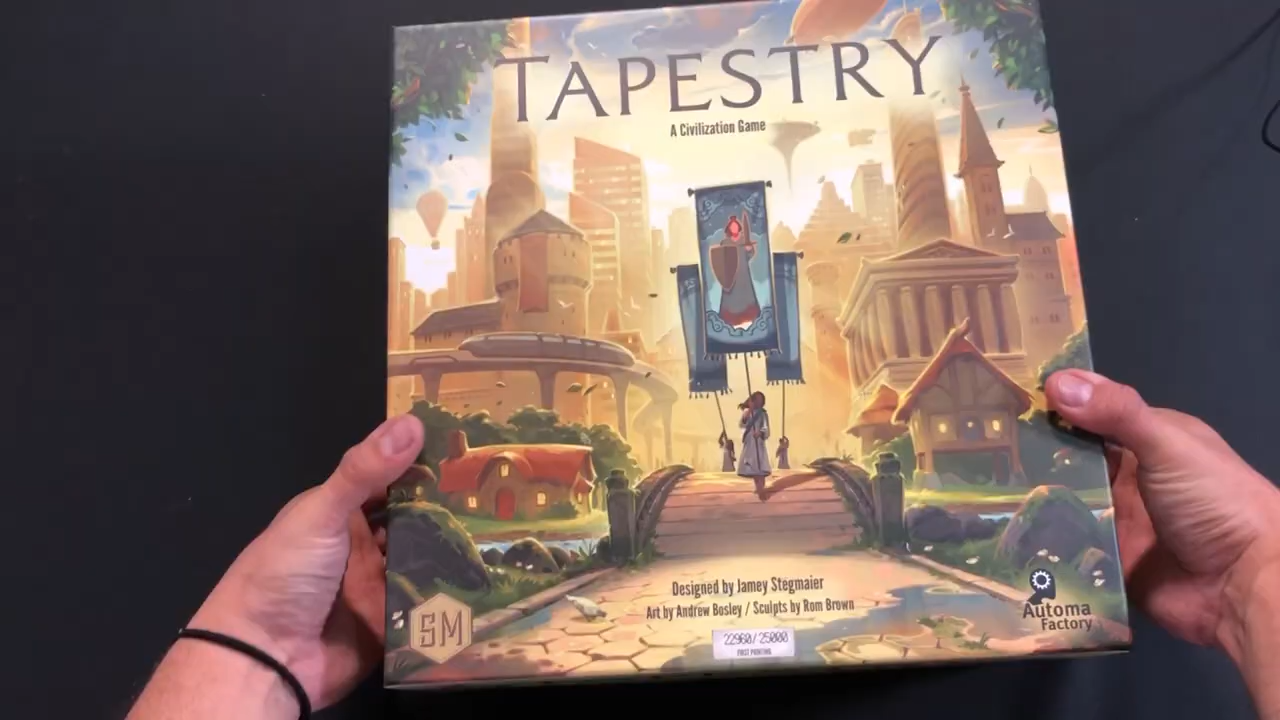 TAPESTRY
A Civilization Game
Designed by Jamey Stegmaier
Art by Andrew Bosley / Sculpts by Rom Brown
22960/25000
FIRST PRINTING
SM
Automa
Factory